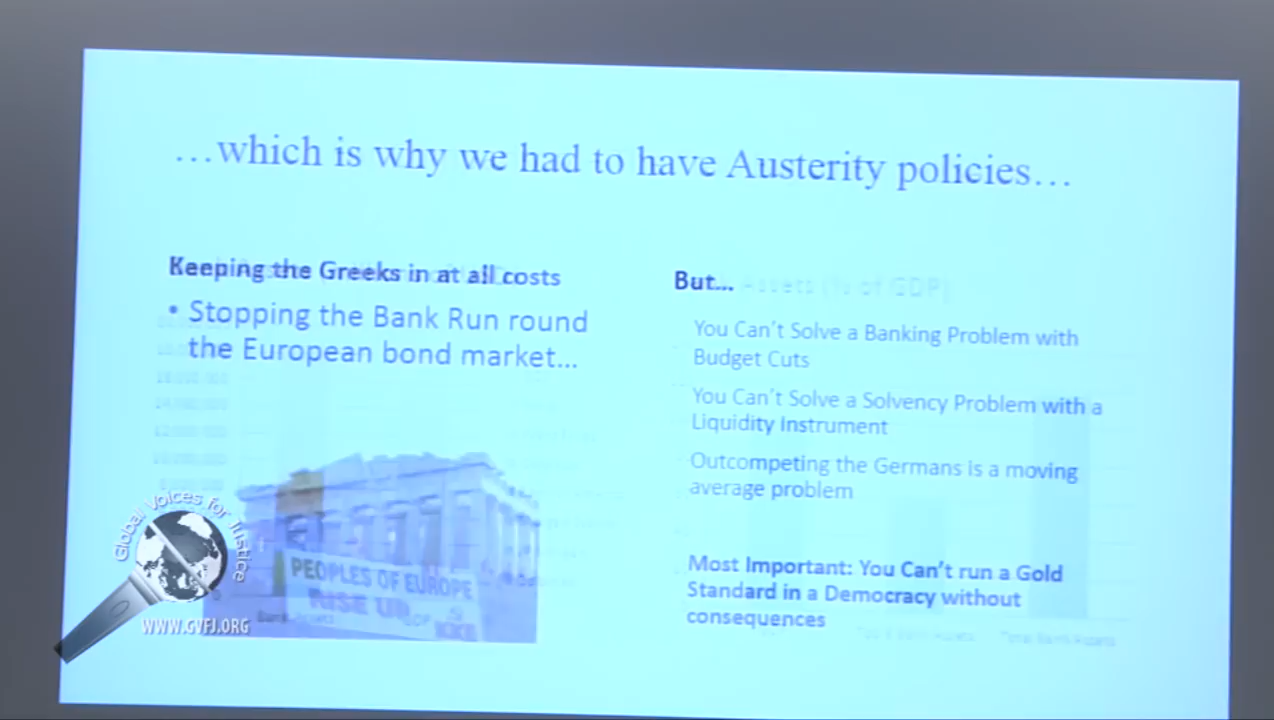 …which is why we had to have Austerity policies…
Keeping the Greeks in at all costs
• Stopping the Bank Run round
the European bond market…
But…
Assets (% of GDP)
You Can't Solve a Banking Problem with
Budget Cuts
You Can't Solve a Solvency Problem with a
Liquidity Instrument
Outcompeting the Germans is a moving
average problem
Most Important: You Can't run a Gold
Standard in a Democracy without
consequences
PEOPLES OF EUROPE
RISE UP
Global Voices for Justice
WWW.GVFJ.ORG